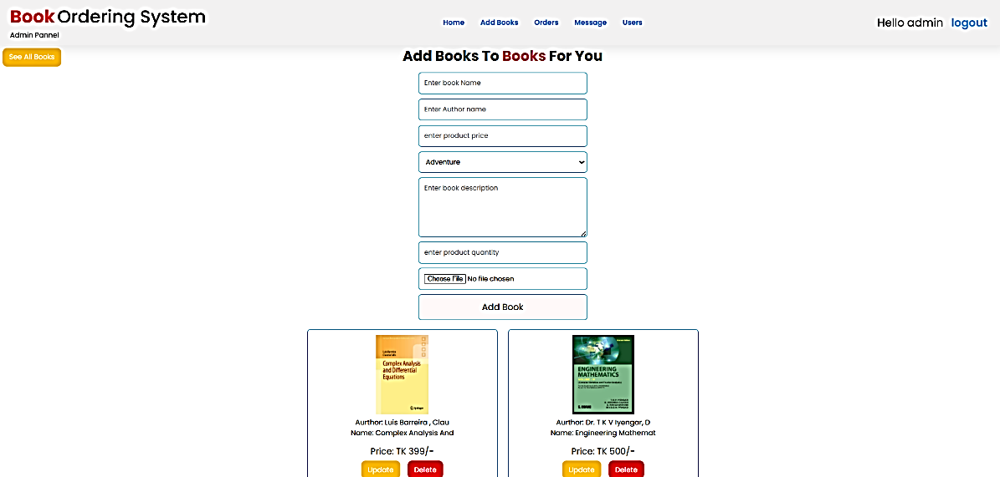 Book Ordering System
Admin Pannel
Home Add Books Orders Message Users
Hello admin logout
See All Books
Add Books To Books For You
Enter book Name
Enter Author name
enter product price
Adventure
Enter book description
enter product quantity
Choose File No file chosen
Add Book
Complex Analysis
and Differential
Equations
Springer
Aurthor: Luis Barreira , Clau
Name: Complex Analysis And
Price: TK 399/-
Update Delete
ENGINEERING
MATHEMATICS
Aurthor: Dr. T K V Iyengar, D
Name: Engineering Mathemat
Price: TK 500/-
Update Delete